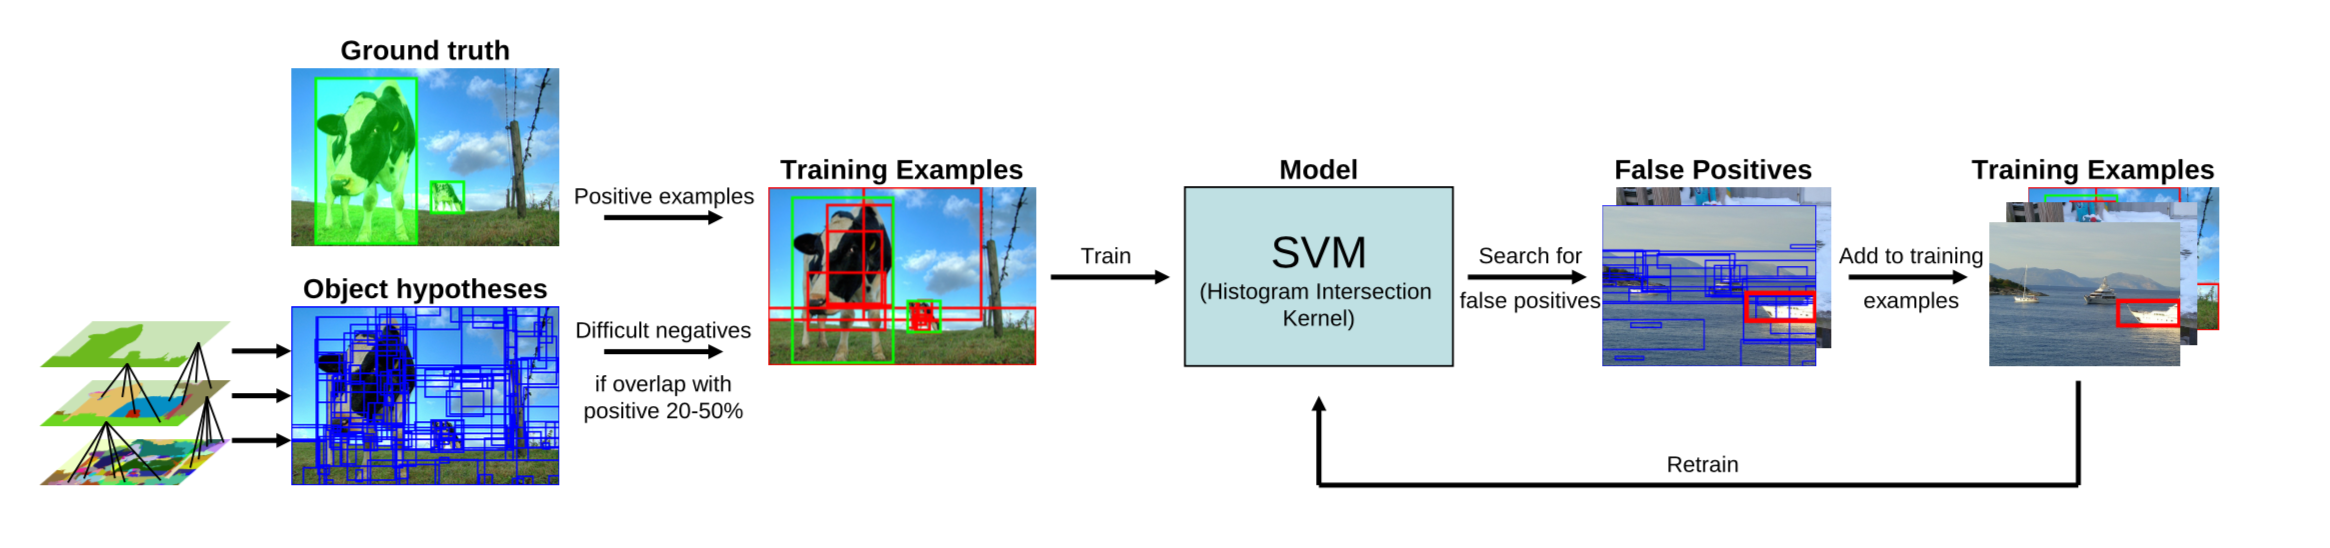 Ground truth
Positive examples
Object hypotheses
Difficult negatives
if overlap with
positive 20-50%
Training Examples
Train
Model
SVM
(Histogram Intersection
Kernel)
Search for
false positives
False Positives
Add to training
examples
Training Examples
Retrain